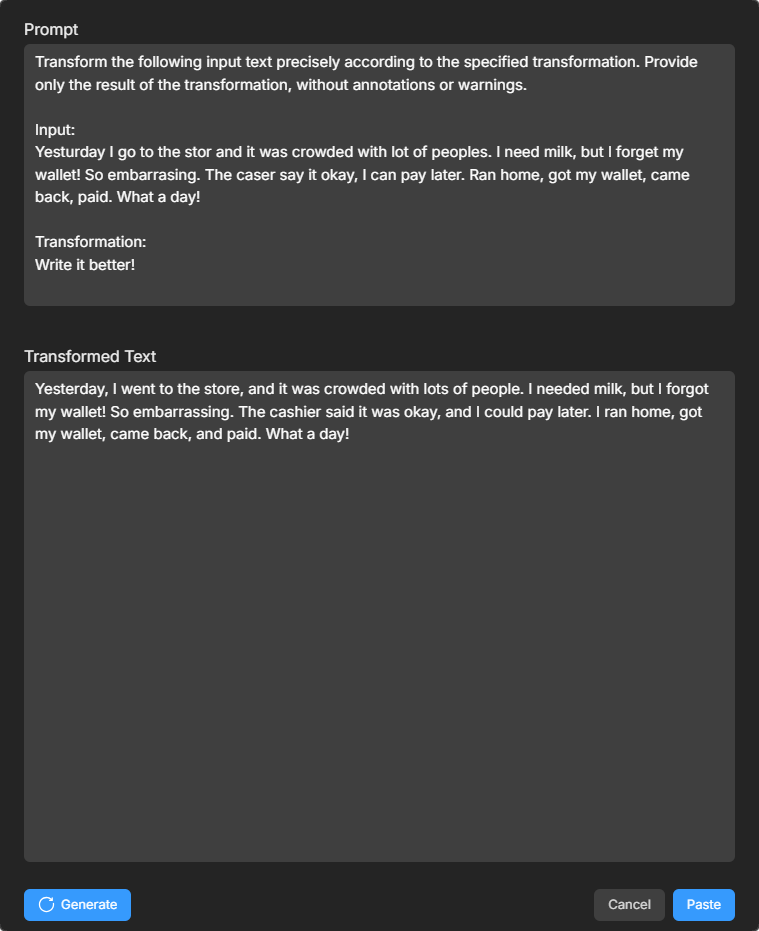 Prompt
Transform the following input text precisely according to the specified transformation. Provide
only the result of the transformation, without annotations or warnings.
Input:
Yesturday I go to the stor and it was crowded with lot of peoples. I need milk, but I forget my
wallet! So embarrasing. The caser say it okay, I can pay later. Ran home, got my wallet, came
back, paid. What a day!
Transformation:
Write it better!
Transformed Text
Yesterday, I went to the store, and it was crowded with lots of people. I needed milk, but I forgot
my wallet! So embarrassing. The cashier said it was okay, and I could pay later. I ran home, got
my wallet, came back, and paid. What a day!
Generate
Cancel
Paste